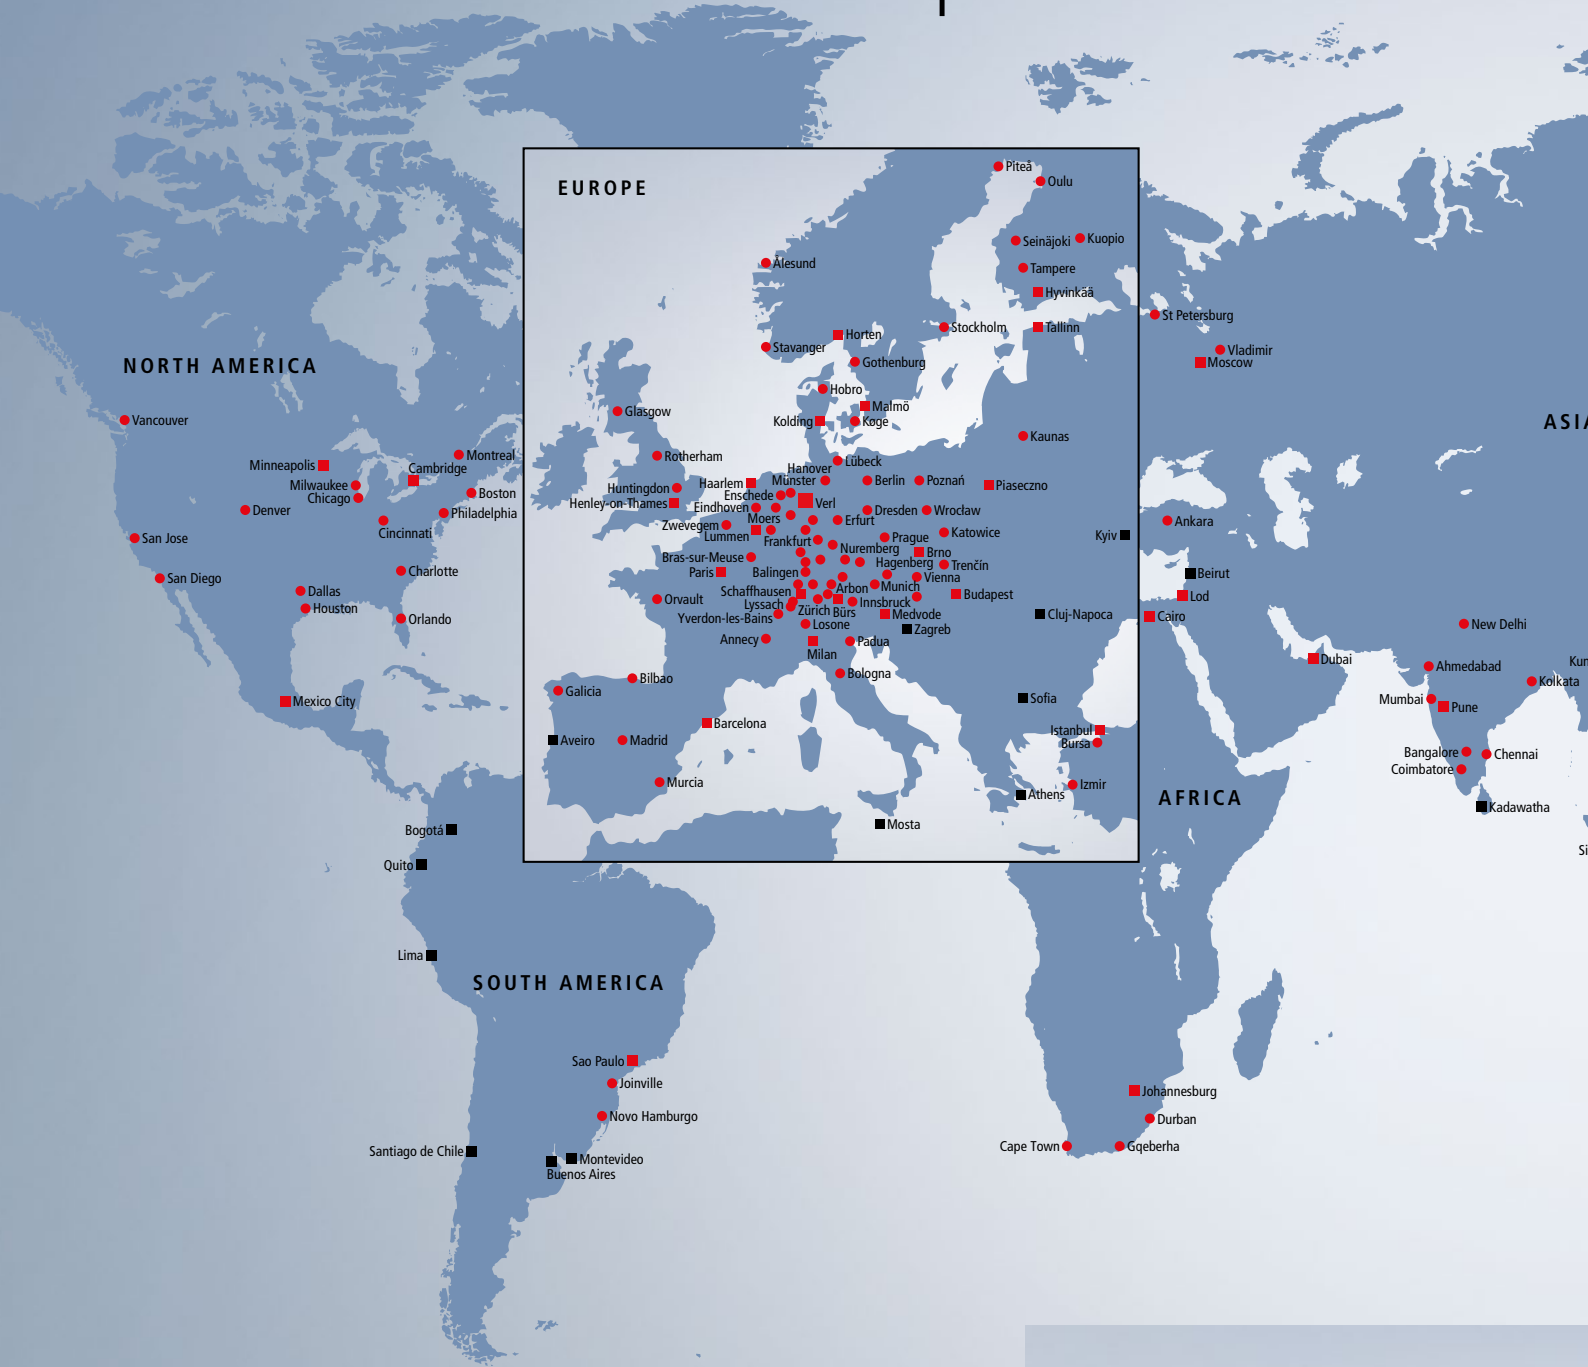 EUROPE
Piteå
Oulu
Seinäjoki
Kuopio
Tampere
Ålesund
Hyvinkää
St Petersburg
Stockholm
Tallinn
Horten
Stavanger
Vladimir
Moscow
Gothenburg
NORTH AMERICA
Hobro
Malmö
Glasgow
Vancouver
Kolding
Køge
ASIA
Kaunas
Montreal
Rotherham
Lübeck
Minneapolis
Cambridge
Hanover
Milwaukee
Haarlem
Münster
Berlin
Poznań
Piaseczno
Chicago
Boston
Huntingdon
Enschede
Henley-on-Thames
Verl
Denver
Philadelphia
Eindhoven
Dresden
Wrocław
Moers
Erfurt
Ankara
Cincinnati
Zwevegem
Katowice
Kyiv
San Jose
Lummen
Frankfurt
Prague
Nuremberg
Brno
Bras-sur-Meuse
Hagenberg
Trenčín
Charlotte
Paris
Balingen
Beirut
San Diego
Vienna
Dallas
Schaffhausen
Arbon
Munich
Budapest
Lod
Orvault
Lyssach
Innsbruck
Houston
Zürich
Bürs
Orlando
Yverdon-les-Bains
Medvode
Cluj-Napoca
Cairo
Losone
Zagreb
New Delhi
Annecy
Padua
Milan
Dubai
Ahmedabad
Bologna
Bilbao
Kolkata
Galicia
Mexico City
Sofia
Mumbai
Pune
Barcelona
Istanbul
Aveiro
Madrid
Bursa
Bangalore
Chennai
Coimbatore
Murcia
Izmir
Athens
AFRICA
Kadawatha
Mosta
Bogotá
Quito
Lima
SOUTH AMERICA
Sao Paulo
Joinville
Johannesburg
Novo Hamburgo
Durban
Cape Town
Gqeberha
Santiago de Chile
Montevideo
Buenos Aires